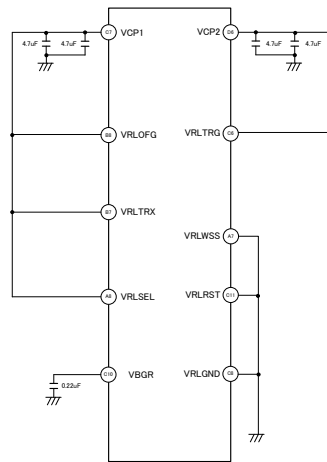 C7 VCP1 VCP2 D6
4.7uF 4.7uF 4.7uF 4.7uF
B8 VRLOFG VRLTRG C6
B7 VRLTRX
VRLWSS A7
A8 VRLSEL VRLRST C11
C10 VBGR VRLGND C8
0.22uF